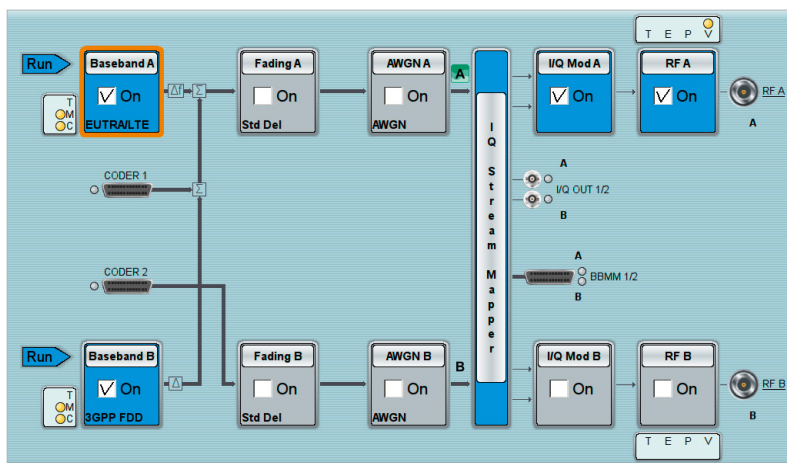 T E P V
Run
Baseband A
Fading A
AWGN A
I/Q Mod A
RF A
A
On
Δf
Σ
On
On
On
On
RF A
T
M
C
EUTRA/LTE
Std Del
AWGN
A
I
Q
S
t
r
e
a
m
M
a
p
p
e
r
CODER 1
Σ
A
I/Q OUT 1/2
B
CODER 2
A
BBMM 1/2
B
Run
Baseband B
Fading B
AWGN B
B
I/Q Mod B
RF B
On
Δ
On
On
On
On
RF B
T
M
C
3GPP FDD
Std Del
AWGN
B
T E P V